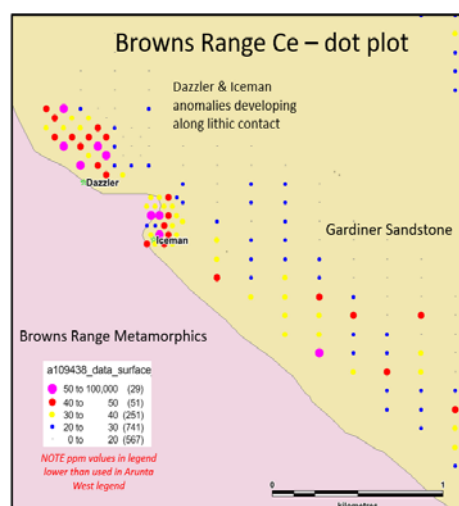 Browns Range Ce – dot plot
Dazzler & Iceman
anomalies developing
along lithic contact
Dazzler
Iceman
Gardiner Sandstone
Browns Range Metamorphics
a109438_data_surface
50 to 100,000 (29)
40 to 50 (51)
30 to 40 (251)
20 to 30 (741)
0 to 20 (567)
NOTE ppm values in legend
lower than used in Arunta
West legend
0 1
kilometres